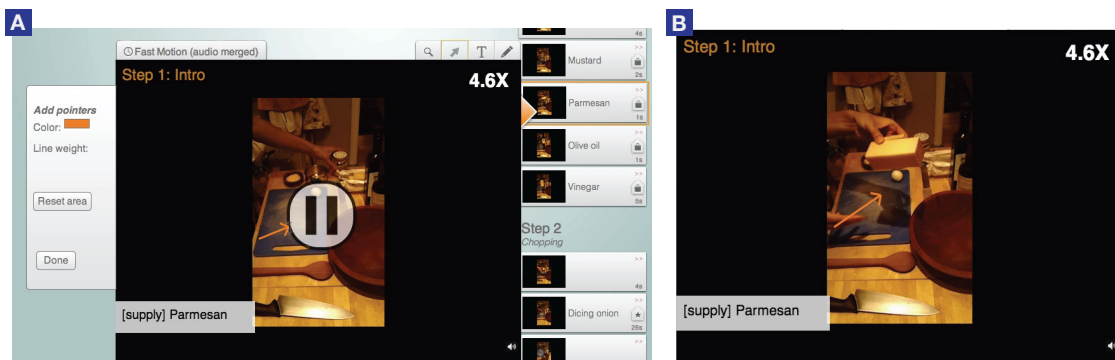 A
Fast Motion (audio merged)
T
Step 1: Intro
4.6X
Add pointers
Color:
Line weight:
Reset area
Done
[supply] Parmesan
4s
>>
Mustard
2s
>>
Parmesan
1s
>>
Olive oil
1s
>>
Vinegar
5s
Step 2
Chopping
>>
4s
>>
Dicing onion
26s
>>
B
Step 1: Intro
4.6X
[supply] Parmesan